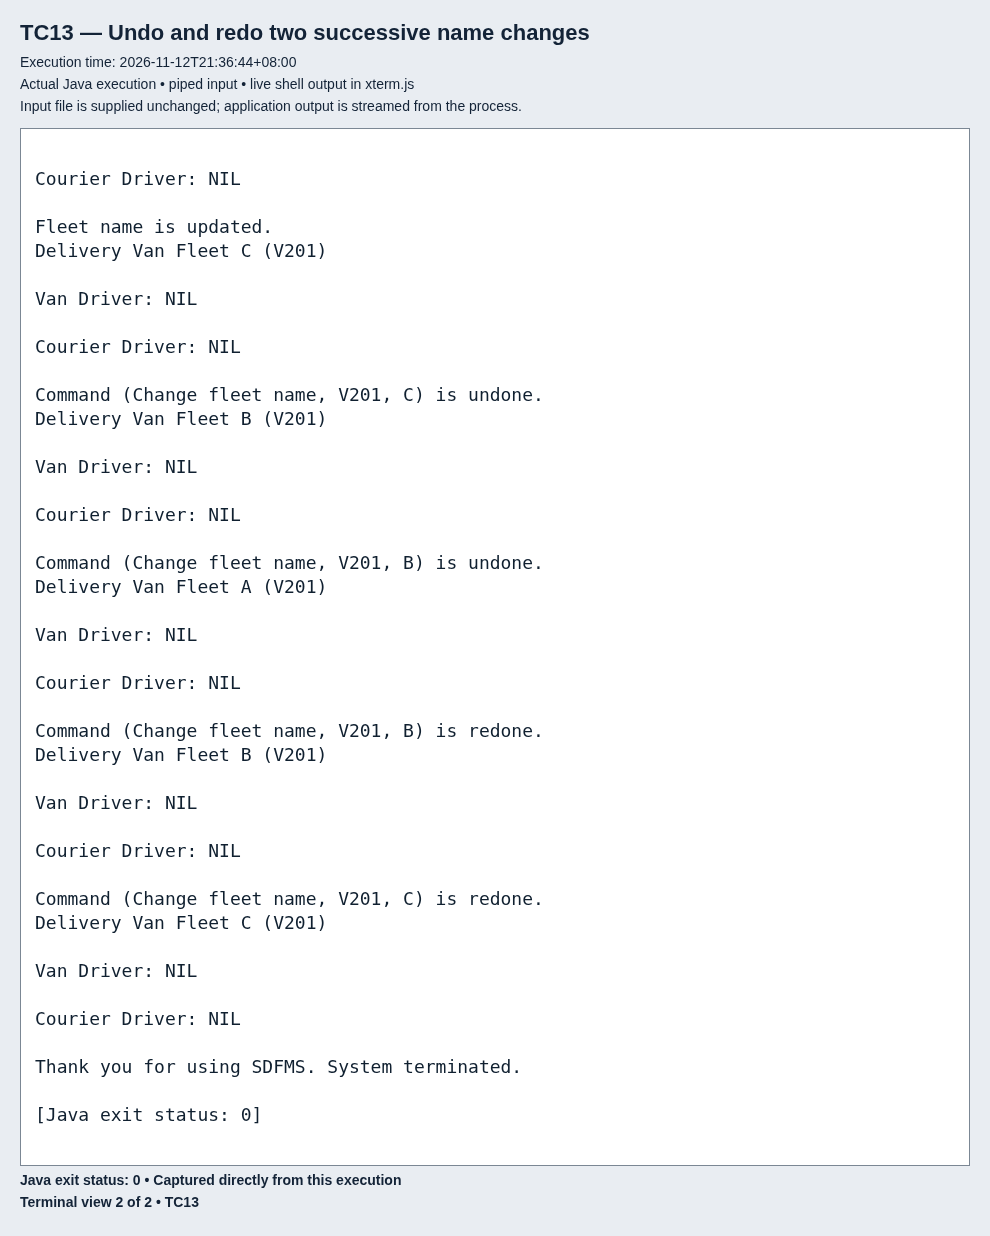 TC13 — Undo and redo two successive name changes
Execution time: 2026-11-12T21:36:44+08:00
Actual Java execution • piped input • live shell output in xterm.js
Input file is supplied unchanged; application output is streamed from the process.
Courier Driver: NIL
Fleet name is updated.
Delivery Van Fleet C (V201)
Van Driver: NIL
Courier Driver: NIL
Command (Change fleet name, V201, C) is undone.
Delivery Van Fleet B (V201)
Van Driver: NIL
Courier Driver: NIL
Command (Change fleet name, V201, B) is undone.
Delivery Van Fleet A (V201)
Van Driver: NIL
Courier Driver: NIL
Command (Change fleet name, V201, B) is redone.
Delivery Van Fleet B (V201)
Van Driver: NIL
Courier Driver: NIL
Command (Change fleet name, V201, C) is redone.
Delivery Van Fleet C (V201)
Van Driver: NIL
Courier Driver: NIL
Thank you for using SDFMS. System terminated.
[Java exit status: 0]
Java exit status: 0 • Captured directly from this execution
Terminal view 2 of 2 • TC13